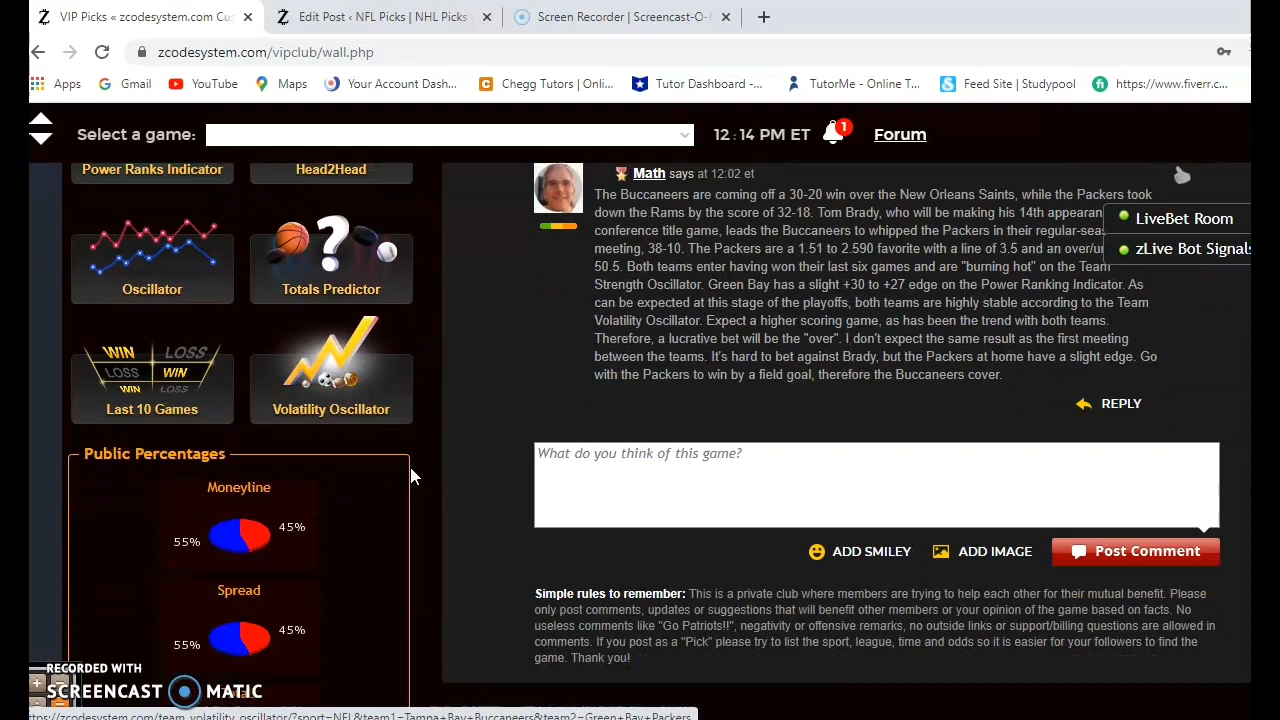 VIP Picks « zcodesystem.com Cus
Edit Post ‹ NFL Picks | NHL Picks
Screen Recorder | Screencast-O-
zcodesystem.com/vipclub/wall.php
Apps
Gmail
YouTube
Maps
Your Account Dash...
Chegg Tutors | Onli...
Tutor Dashboard -...
TutorMe - Online T...
Feed Site | Studypool
https://www.fiverr.c...
Select a game:
12:14 PM ET
1
Forum
Power Ranks Indicator
Head2Head
Oscillator
Totals Predictor
WIN LOSS
LOSS WIN
WIN LOSS
Last 10 Games
Volatility Oscillator
Public Percentages
Moneyline
55%
45%
Spread
55%
45%
Math says at 12:02 et
The Buccaneers are coming off a 30-20 win over the New Orleans Saints, while the Packers took
down the Rams by the score of 32-18. Tom Brady, who will be making his 14th appearan
conference title game, leads the Buccaneers to whipped the Packers in their regular-sea
meeting, 38-10. The Packers are a 1.51 to 2.590 favorite with a line of 3.5 and an over/u
50.5. Both teams enter having won their last six games and are "burning hot" on the Team
Strength Oscillator. Green Bay has a slight +30 to +27 edge on the Power Ranking Indicator. As
can be expected at this stage of the playoffs, both teams are highly stable according to the Team
Volatility Oscillator. Expect a higher scoring game, as has been the trend with both teams.
Therefore, a lucrative bet will be the "over". I don't expect the same result as the first meeting
between the teams. It's hard to bet against Brady, but the Packers at home have a slight edge. Go
with the Packers to win by a field goal, therefore the Buccaneers cover.
LiveBet Room
zLive Bot Signals
REPLY
What do you think of this game?
ADD SMILEY
ADD IMAGE
Post Comment
Simple rules to remember: This is a private club where members are trying to help each other for their mutual benefit. Please
only post comments, updates or suggestions that will benefit other members or your opinion of the game based on facts. No
useless comments like "Go Patriots!!", negativity or offensive remarks, no outside links or support/billing questions are allowed in
comments. If you post as a "Pick" please try to list the sport, league, time and odds so it is easier for your followers to find the
game. Thank you!
RECORDED WITH
SCREENCAST MATIC
ttps://zcodesystem.com/team_volatility_oscillator/?sport=NFL&team1=Tampa+Bay+Buccaneers&team2=Green+Bay+Packers